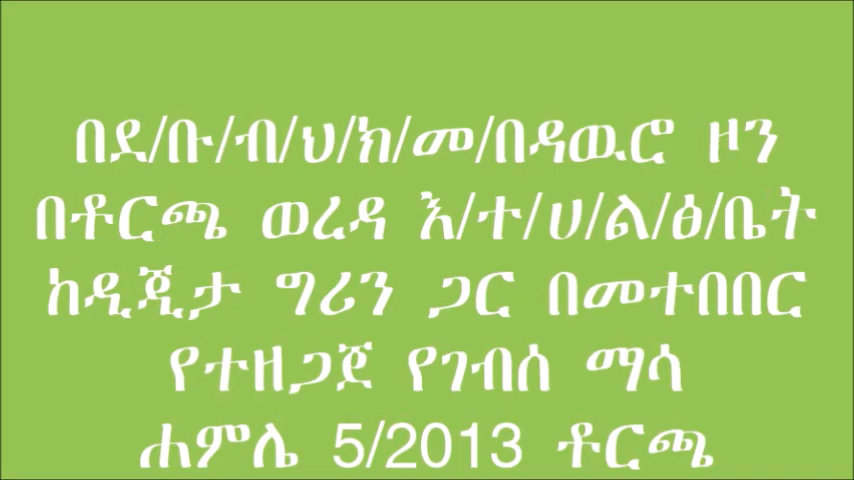 በደ/ቡ/ብ/ህ/ክ/መ/በዳዉሮ ዞን
በቶርጫ ወረዳ እ/ተ/ሀ/ል/ፅ/ቤት
ከዲጂታ ግሪን ጋር በመተበበር
የተዘጋጀ የገብሰ ማሳ
ሐምሌ 5/2013 ቶርጫ